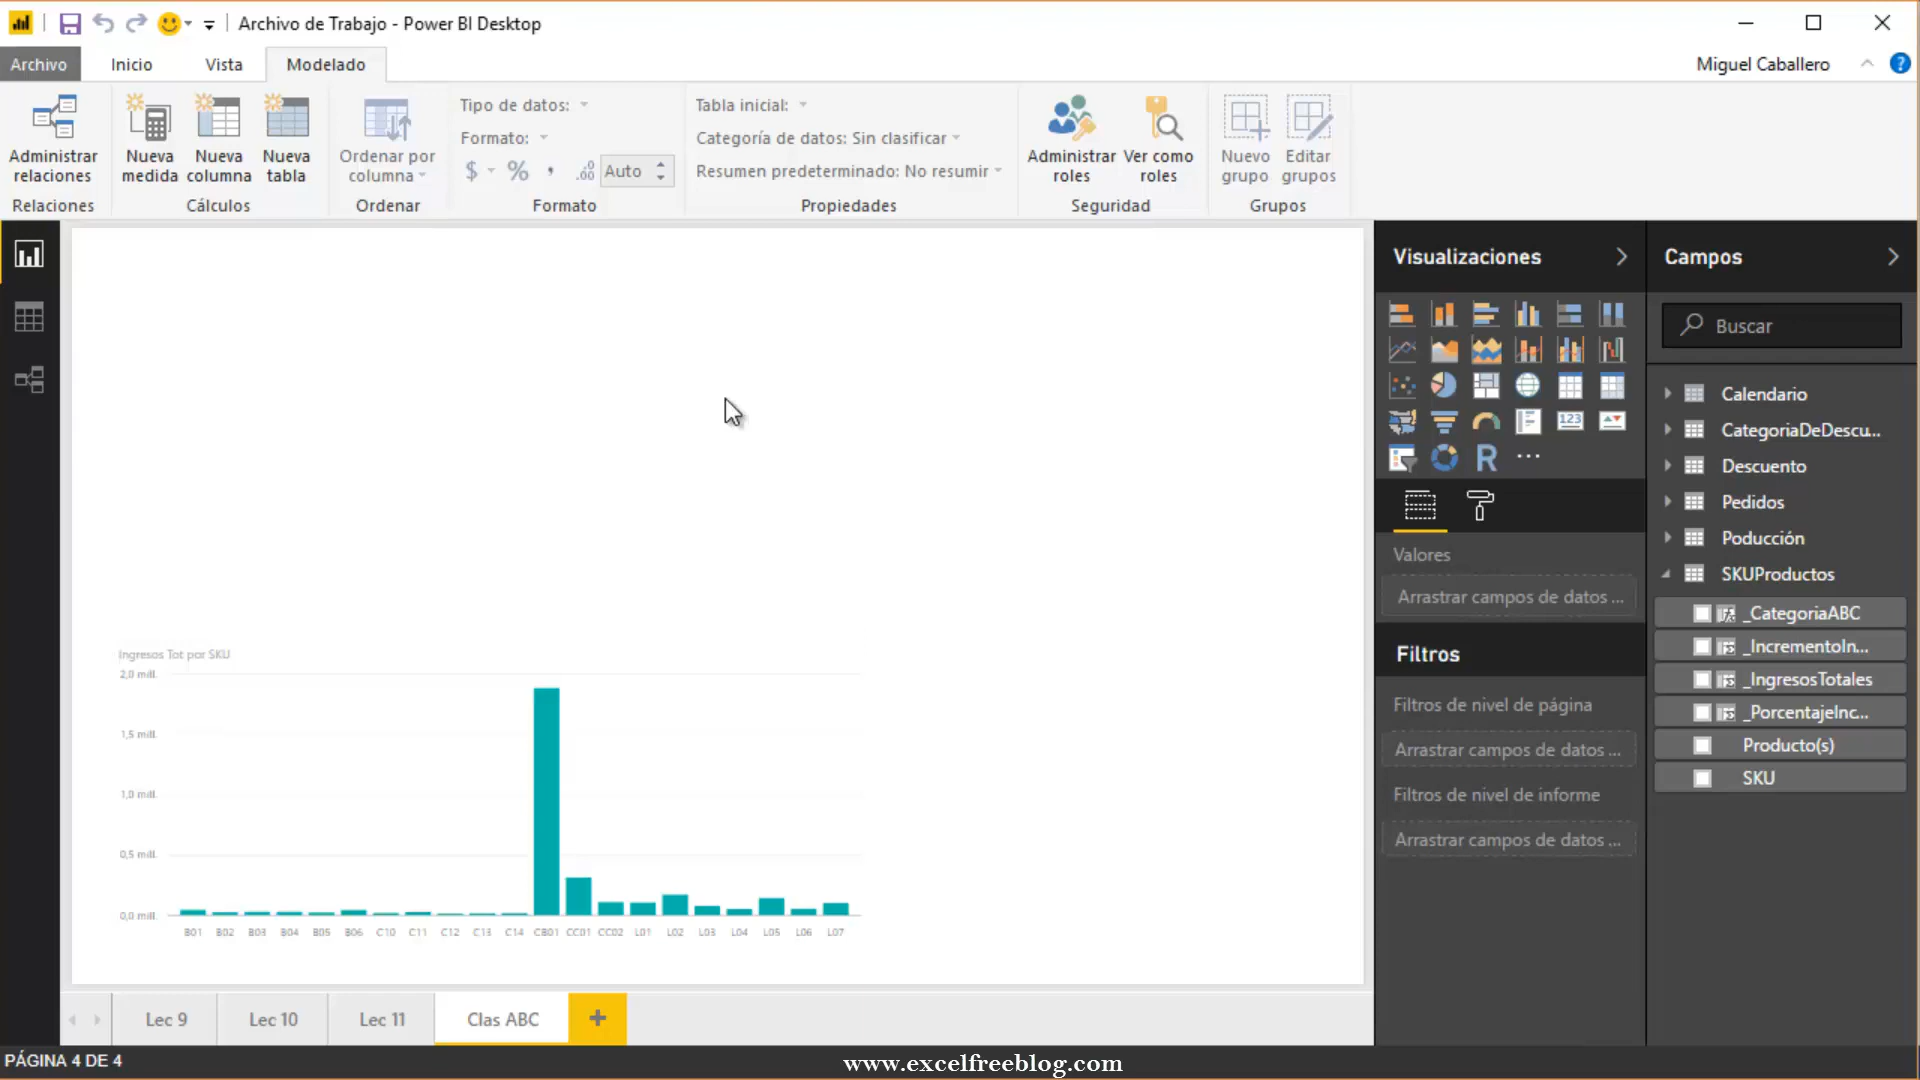 Archivo de Trabajo - Power BI Desktop
Archivo
Inicio
Vista
Modelado
Miguel Caballero
?
Administrar
relaciones
Relaciones
Nueva
medida
Nueva
columna
Nueva
tabla
Cálculos
Ordenar por
columna
Ordenar
Tipo de datos:
Formato:
$ % , .00 Auto
Formato
Tabla inicial:
Categoría de datos: Sin clasificar
Resumen predeterminado: No resumir
Propiedades
Administrar
roles
Ver como
roles
Seguridad
Nuevo
grupo
Editar
grupos
Grupos
Ingresos Tot por SKU
2,0 mill.
1,5 mill.
1,0 mill.
0,5 mill.
0,0 mill.
B01 B02 B03 B04 B05 B06 C10 C11 C12 C13 C14 CB01 CC01 CC02 L01 L02 L03 L04 L05 L06 L07
Visualizaciones
123
R
Valores
Arrastrar campos de datos ...
Filtros
Filtros de nivel de página
Arrastrar campos de datos ...
Filtros de nivel de informe
Arrastrar campos de datos ...
Campos
Buscar
Calendario
CategoriaDeDescu...
Descuento
Pedidos
Poducción
SKUProductos
_CategoriaABC
_IncrementoIn...
_IngresosTotales
_PorcentajeInc...
Producto(s)
SKU
Lec 9
Lec 10
Lec 11
Clas ABC
+
PÁGINA 4 DE 4
www.excelfreeblog.com